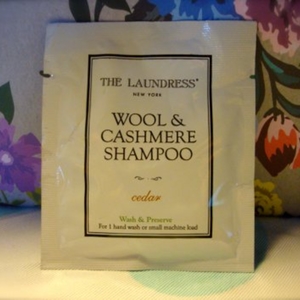 THE LAUNDRESS®
NEW YORK
WOOL &
CASHMERE
SHAMPOO
cedar
Wash & Preserve
For 1 hand wash or small machine load